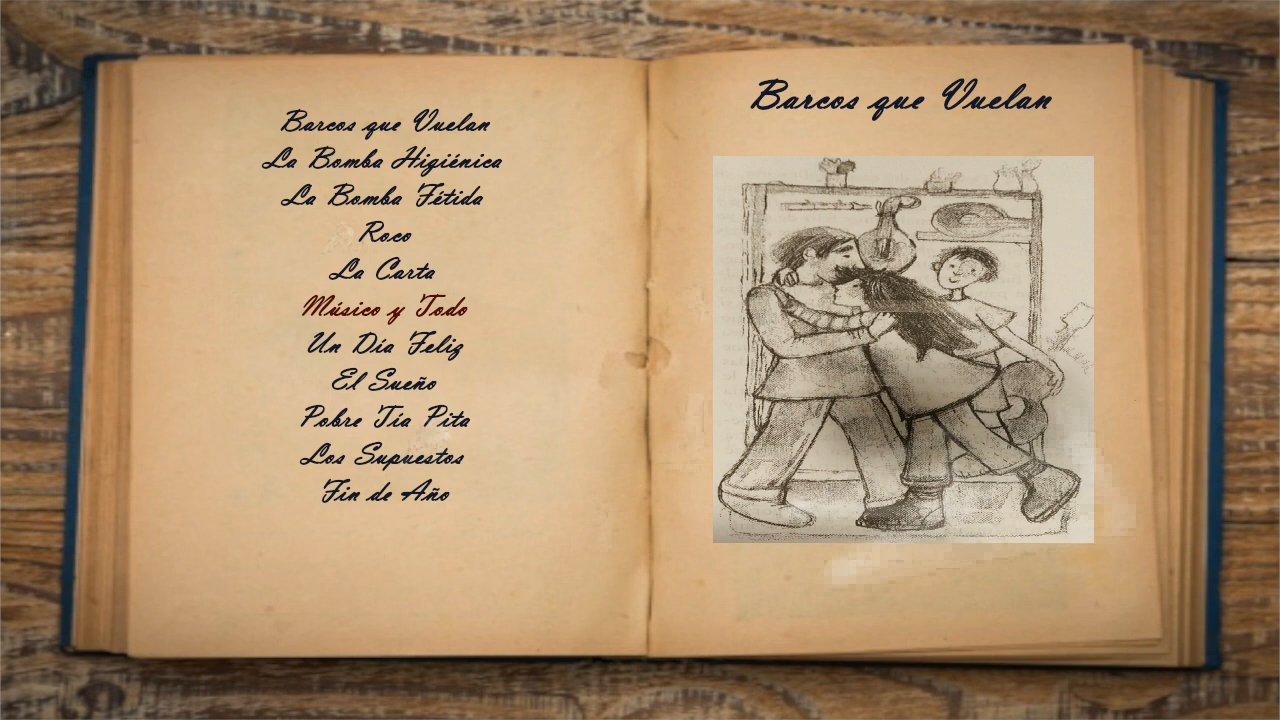 Barcos que Vuelan
La Bomba Higiénica
La Bomba Fétida
Roco
La Carta
Músico y Todo
Un Día Feliz
El Sueño
Pobre Tía Pita
Los Supuestos
Fin de Año
Barcos que Vuelan